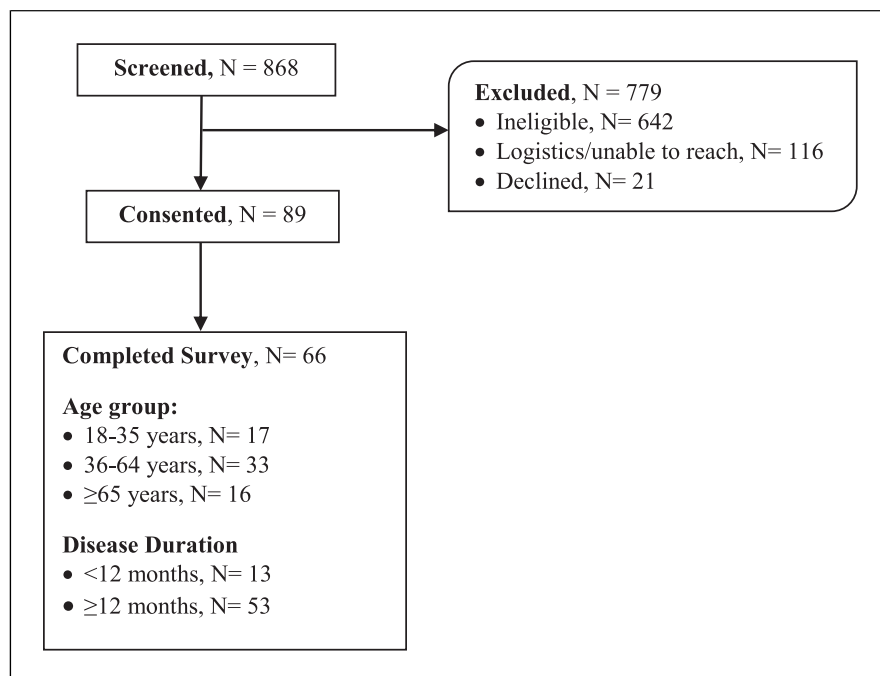 Screened, N = 868
Excluded, N = 779
• Ineligible, N= 642
• Logistics/unable to reach, N= 116
• Declined, N= 21
Consented, N = 89
Completed Survey, N= 66
Age group:
• 18-35 years, N= 17
• 36-64 years, N= 33
• ≥65 years, N= 16
Disease Duration
• <12 months, N= 13
• ≥12 months, N= 53